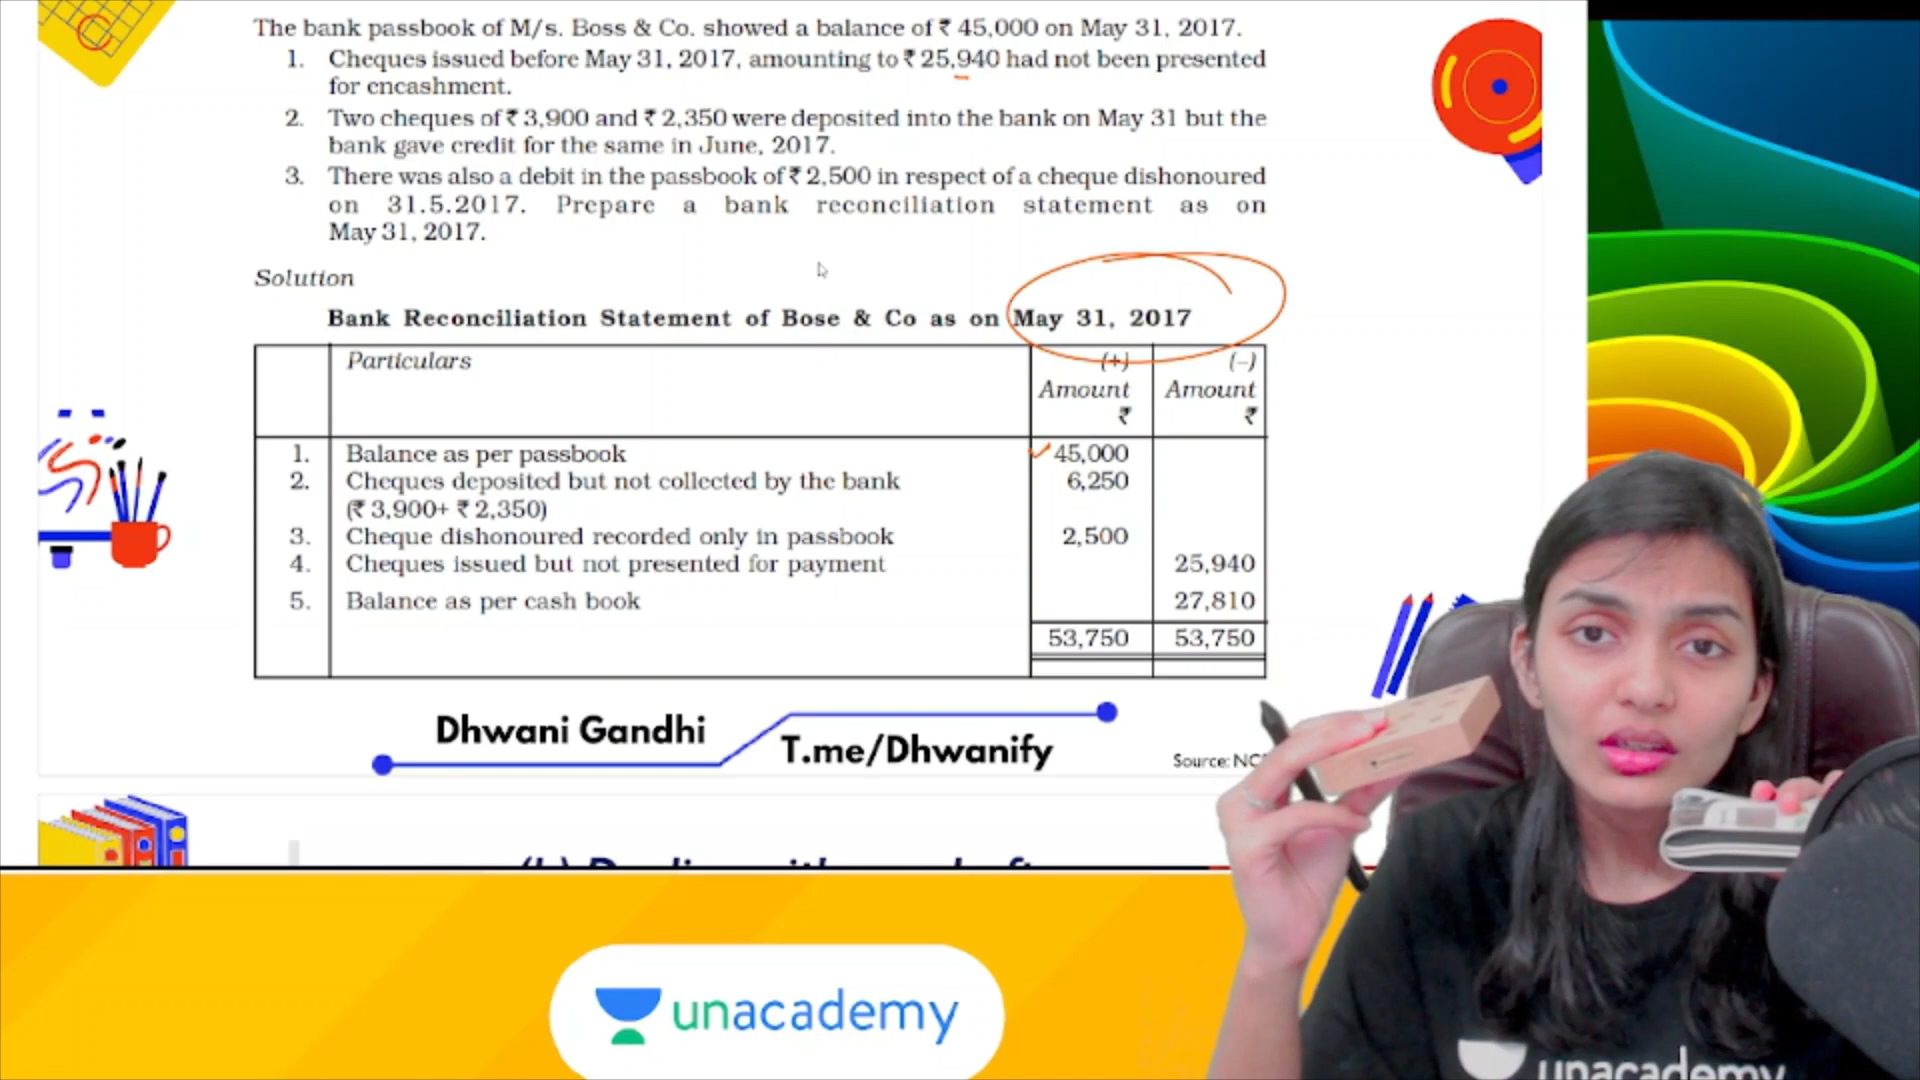 The bank passbook of M/s. Boss & Co. showed a balance of ₹ 45,000 on May 31, 2017.
1. Cheques issued before May 31, 2017, amounting to ₹ 25,940 had not been presented
for encashment.
2. Two cheques of ₹ 3,900 and ₹ 2,350 were deposited into the bank on May 31 but the
bank gave credit for the same in June, 2017.
3. There was also a debit in the passbook of ₹ 2,500 in respect of a cheque dishonoured
on 31.5.2017. Prepare a bank reconciliation statement as on
May 31, 2017.
Solution
Bank Reconciliation Statement of Bose & Co as on May 31, 2017
Particulars (+) (–)
Amount Amount
₹ ₹
1. Balance as per passbook 45,000
2. Cheques deposited but not collected by the bank 6,250
(₹ 3,900+ ₹ 2,350)
3. Cheque dishonoured recorded only in passbook 2,500
4. Cheques issued but not presented for payment 25,940
5. Balance as per cash book 27,810
53,750 53,750
Dhwani Gandhi
T.me/Dhwanify
Source:
unacademy
unacademy